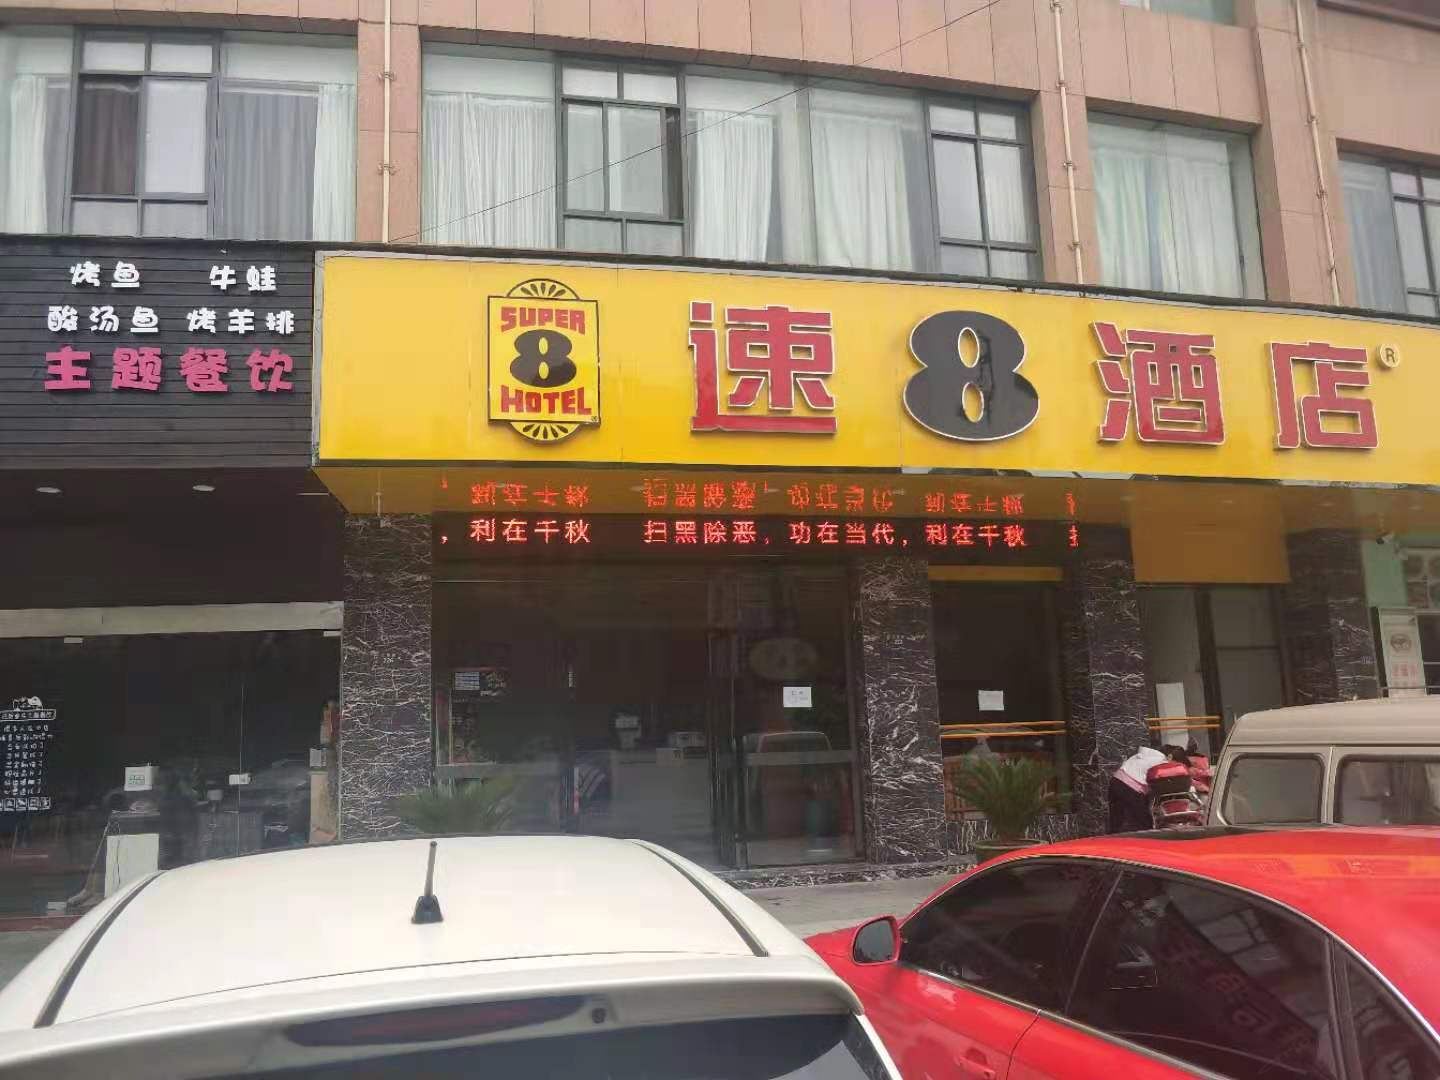 烤鱼 牛蛙
酸汤鱼 烤羊排
主题餐饮
SUPER
8
HOTEL
速8酒店®
，利在千秋 扫黑除恶，功在当代，利在千秋